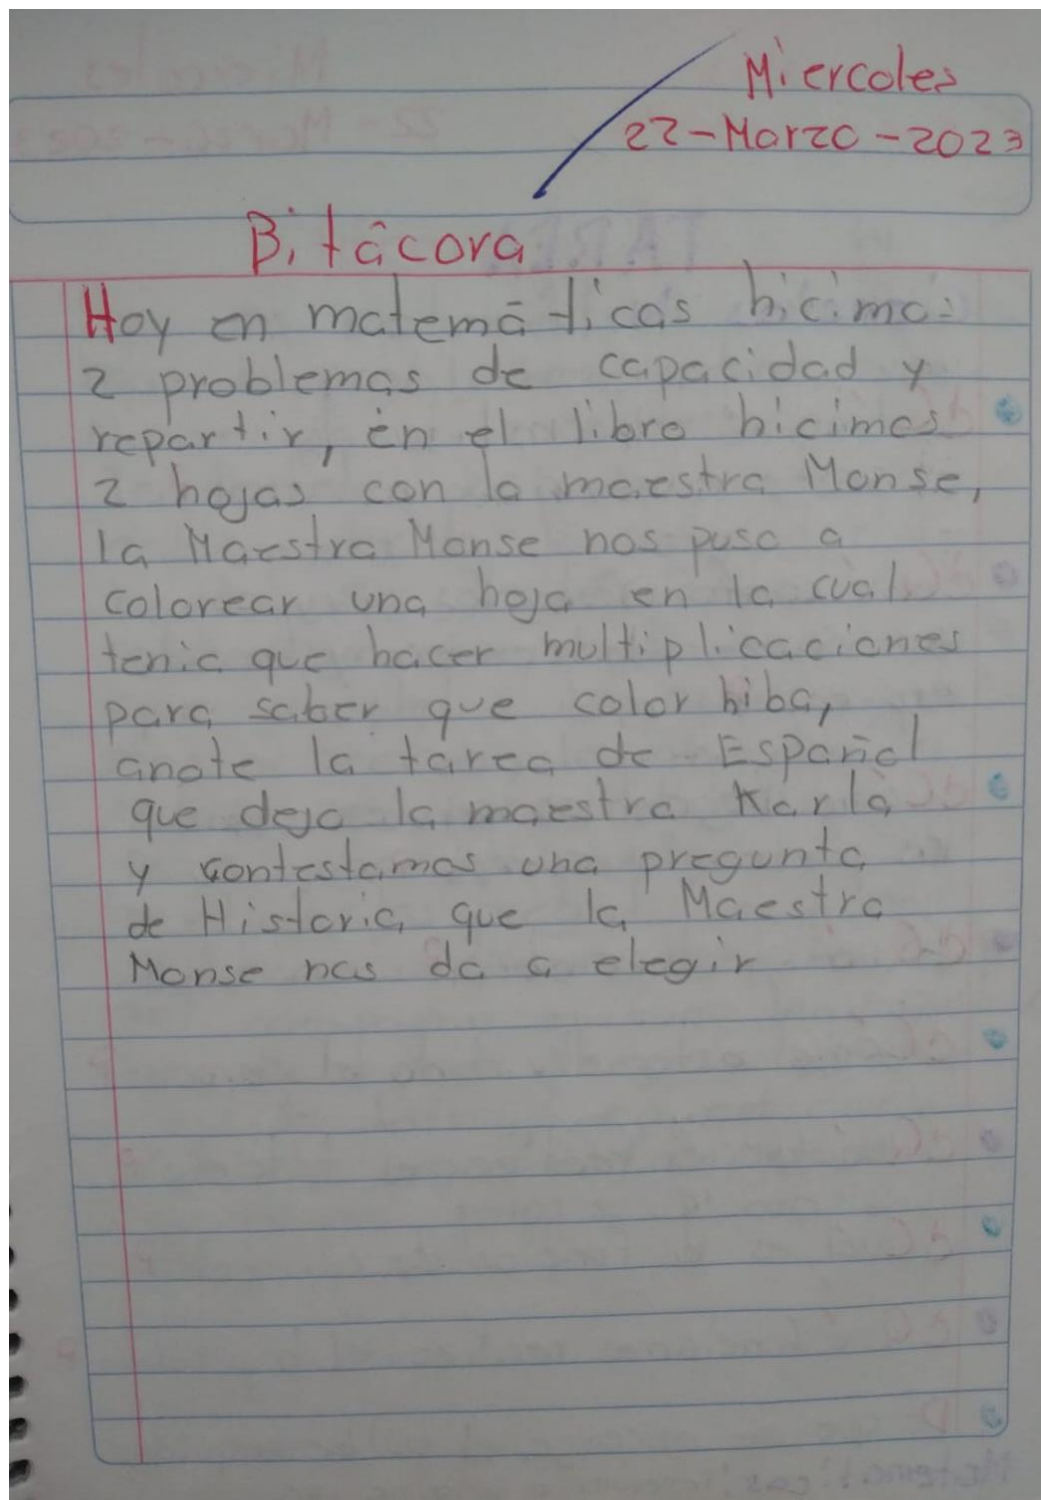 Miercoles
22-Marzo-2023
Bitácora
Hoy en matemáticas hicimos
2 problemas de capacidad y
repartir, en el libro hicimos
2 hojas con la maestra Monse,
la Maestra Monse nos puso a
colorear una hoja en la cual
tenia que hacer multiplicaciones
para saber que color hiba,
anote la tarea de Español
que dejo la maestra Karla
y contestamos una pregunta
de Historia que la Maestra
Monse nos da a elegir